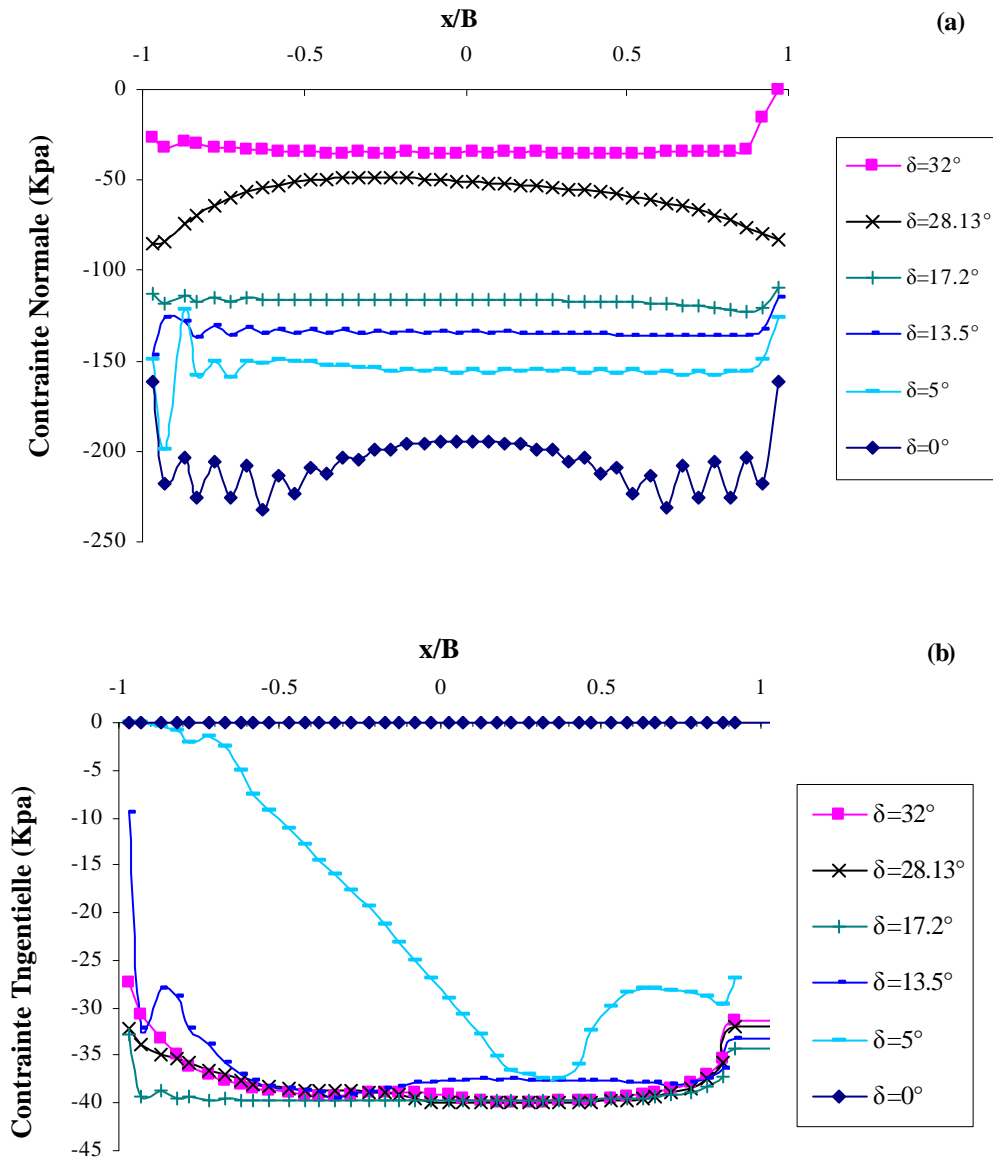 x/B
(a)
-1 -0.5 0 0.5 1
0
-50
-100
-150
-200
-250
Contrainte Normale (Kpa)
δ=32°
δ=28.13°
δ=17.2°
δ=13.5°
δ=5°
δ=0°
x/B
(b)
-1 -0.5 0 0.5 1
0
-5
-10
-15
-20
-25
-30
-35
-40
-45
Contrainte Tngentielle (Kpa)
δ=32°
δ=28.13°
δ=17.2°
δ=13.5°
δ=5°
δ=0°